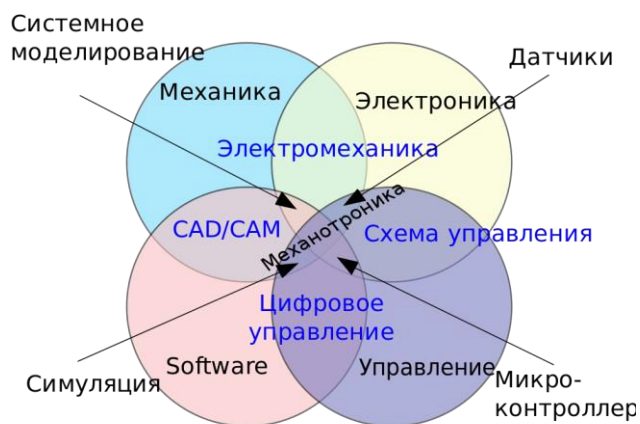 Системное
моделирование
Датчики
Механика
Электроника
Электромеханика
CAD/CAM
Механотроника
Схема управления
Цифровое
управление
Software
Управление
Симуляция
Микро-
контроллер